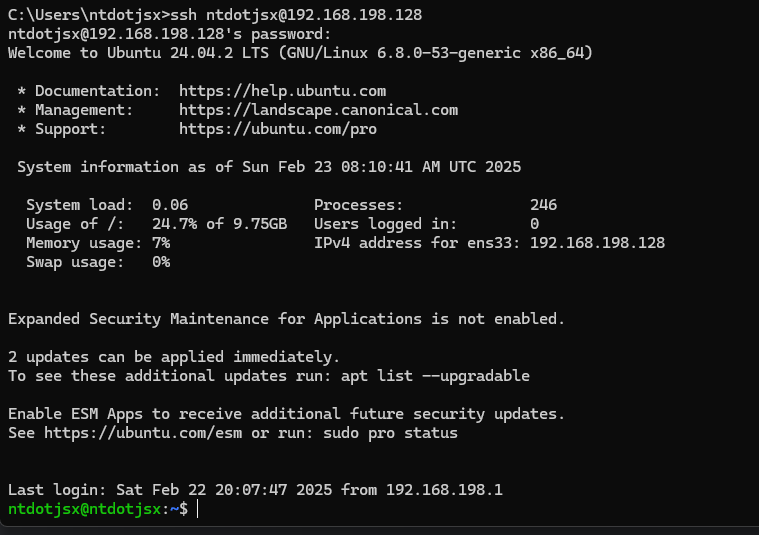 C:\Users\ntdotjsx>ssh ntdotjsx@192.168.198.128
ntdotjsx@192.168.198.128's password:
Welcome to Ubuntu 24.04.2 LTS (GNU/Linux 6.8.0-53-generic x86_64)
* Documentation:  https://help.ubuntu.com
* Management:     https://landscape.canonical.com
* Support:        https://ubuntu.com/pro
System information as of Sun Feb 23 08:10:41 AM UTC 2025
System load:  0.06              Processes:              246
Usage of /:   24.7% of 9.75GB   Users logged in:        0
Memory usage: 7%                IPv4 address for ens33: 192.168.198.128
Swap usage:   0%
Expanded Security Maintenance for Applications is not enabled.
2 updates can be applied immediately.
To see these additional updates run: apt list --upgradable
Enable ESM Apps to receive additional future security updates.
See https://ubuntu.com/esm or run: sudo pro status
Last login: Sat Feb 22 20:07:47 2025 from 192.168.198.1
ntdotjsx@ntdotjsx:~$